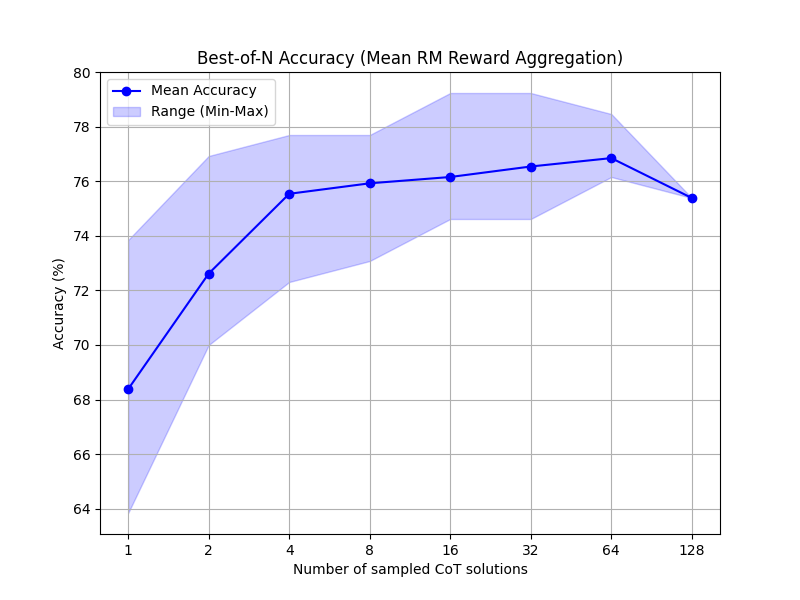 Best-of-N Accuracy (Mean RM Reward Aggregation)
Mean Accuracy
Range (Min-Max)
Accuracy (%)
80
78
76
74
72
70
68
66
64
1 2 4 8 16 32 64 128
Number of sampled CoT solutions